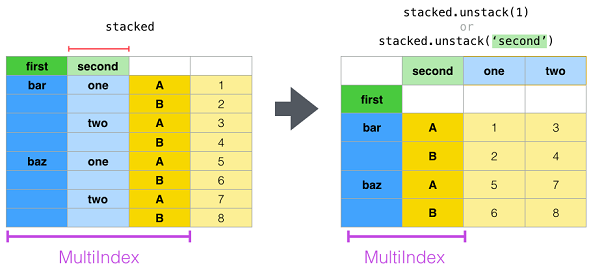 stacked
first second
bar one A 1
B 2
two A 3
B 4
baz one A 5
B 6
two A 7
B 8
MultiIndex
stacked.unstack(1)
or
stacked.unstack(‘second’)
second one two
first
bar A 1 3
B 2 4
baz A 5 7
B 6 8
MultiIndex